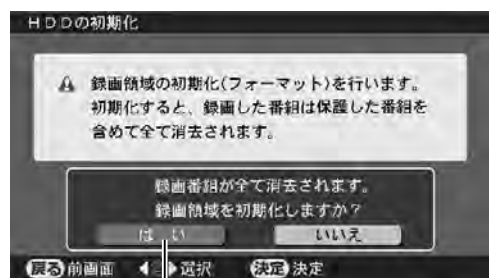 HDDの初期化
録画領域の初期化(フォーマット)を行います。
初期化すると、録画した番組は保護した番組を
含めて全て消去されます。
録画番組が全て消去されます。
録画領域を初期化しますか?
はい いいえ
戻る 前画面 選択 決定 決定